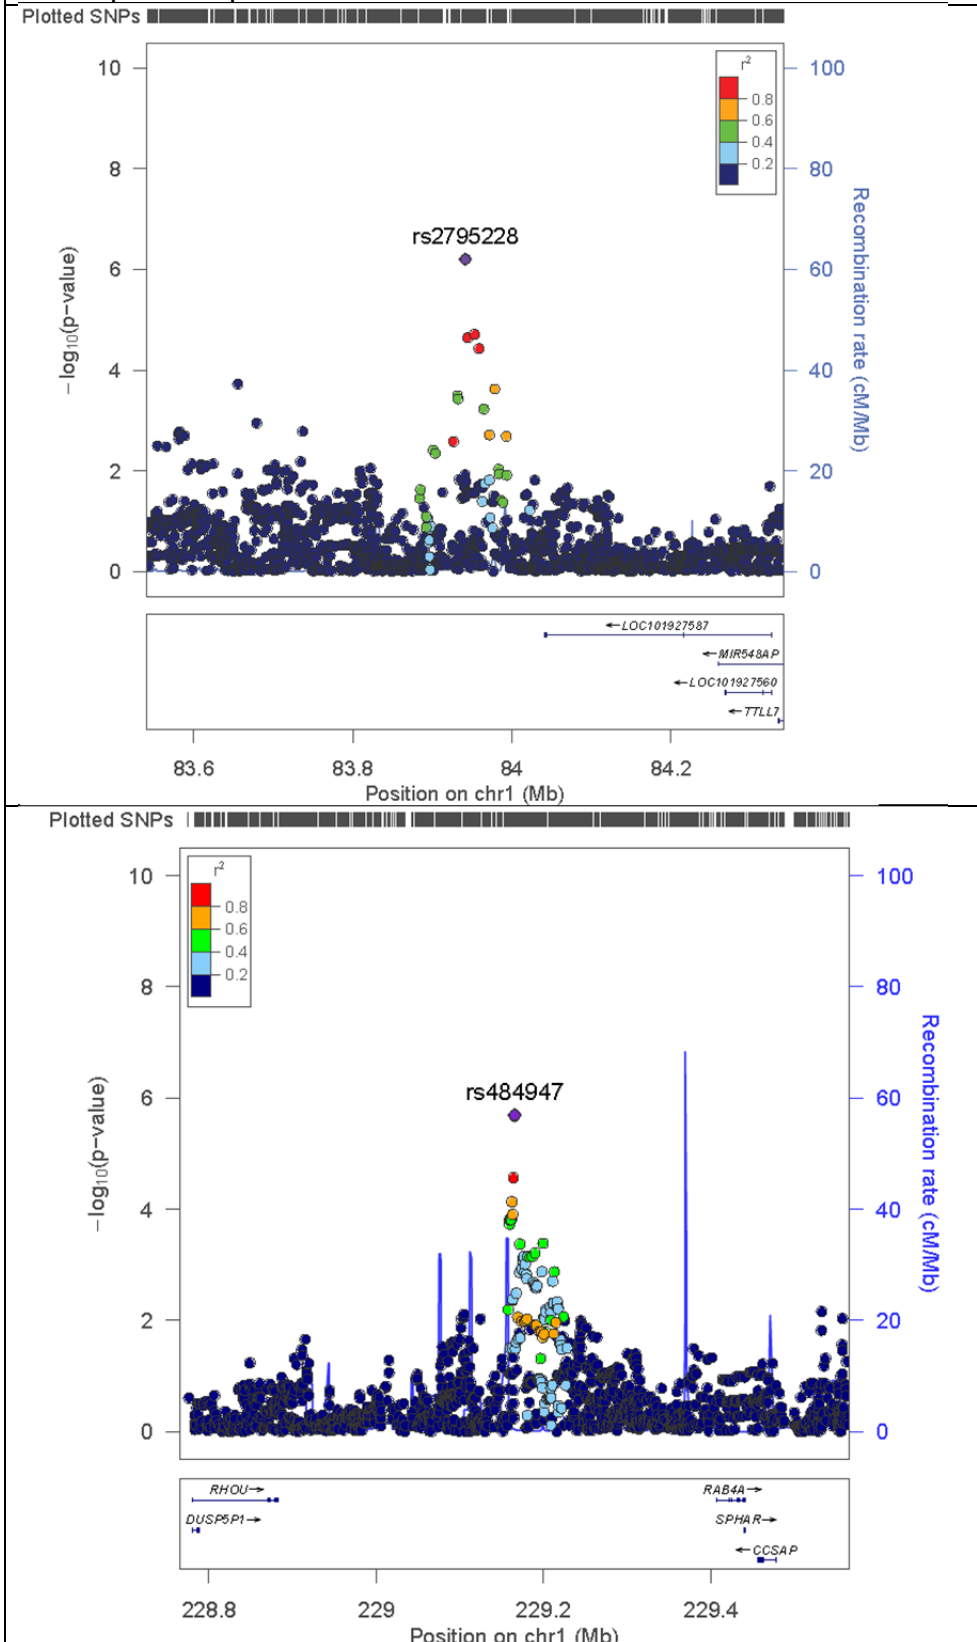 Plotted SNPs
10
100
r2
0.8
0.6
0.4
0.2
8
80
rs2795228
6
60
4
40
2
20
0
0
−log10(p−value)
Recombination rate (cM/Mb)
←LOC101927587
←MIR548AP
←LOC101927560
←TTLL7
83.6
83.8
84
84.2
Position on chr1 (Mb)
Plotted SNPs
10
100
r2
0.8
0.6
0.4
0.2
8
80
rs484947
6
60
4
40
2
20
0
0
−log10(p−value)
Recombination rate (cM/Mb)
RHOU→
RAB4A→
DUSP5P1→
SPHAR→
←CCSAP
228.8
229
229.2
229.4
Position on chr1 (Mb)